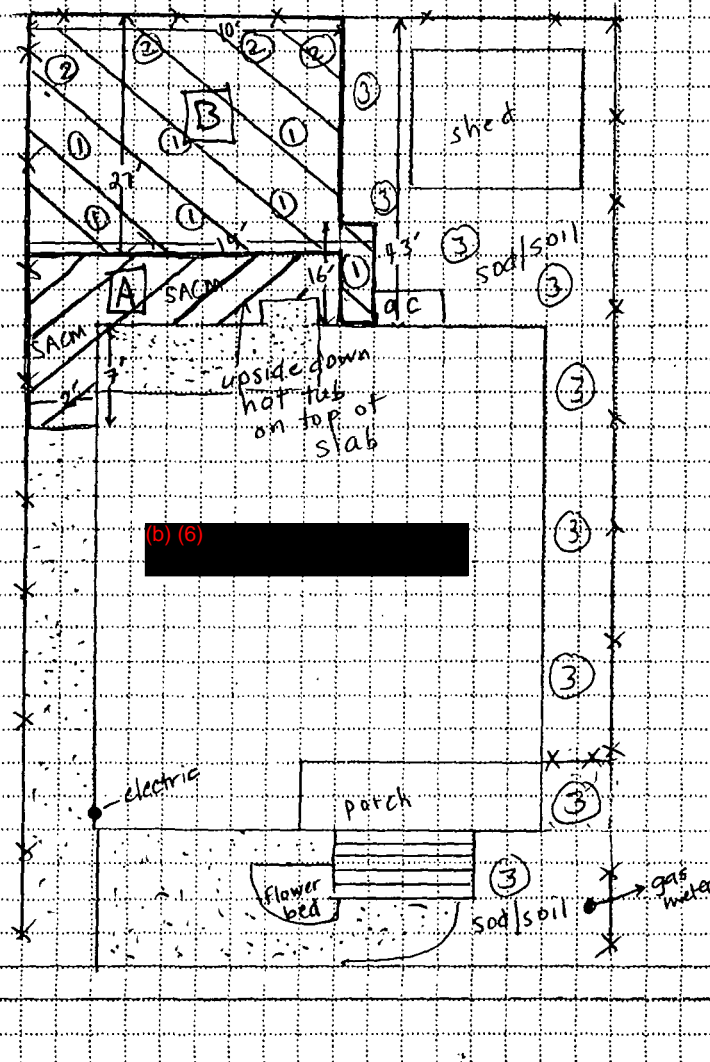 10'
② ② ② ②
B
③
shed
① ① ①
27'
③
① ① ①
19'
43'
③
sod/soil
A
SACM
16'
①
③
ac
SACM
7'
upside down
hot tub
on top of
slab
③
2'
(b) (6)
③
③
electric
porch
③
flower
bed
③
sod/soil
gas
meter